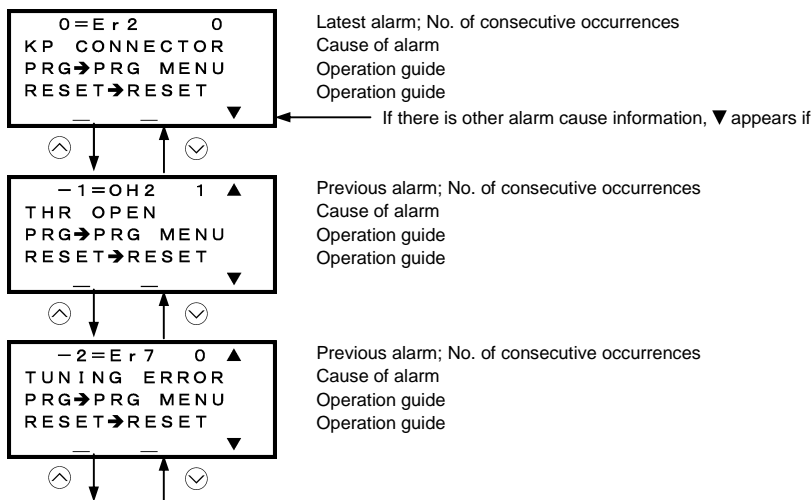 0=Er2 0
KP CONNECTOR
PRG➔PRG MENU
RESET➔RESET
▼
Latest alarm; No. of consecutive occurrences
Cause of alarm
Operation guide
Operation guide
If there is other alarm cause information, ▼ appears if
−1=OH2 1 ▲
THR OPEN
PRG➔PRG MENU
RESET➔RESET
▼
Previous alarm; No. of consecutive occurrences
Cause of alarm
Operation guide
Operation guide
−2=Er7 0 ▲
TUNING ERROR
PRG➔PRG MENU
RESET➔RESET
▼
Previous alarm; No. of consecutive occurrences
Cause of alarm
Operation guide
Operation guide